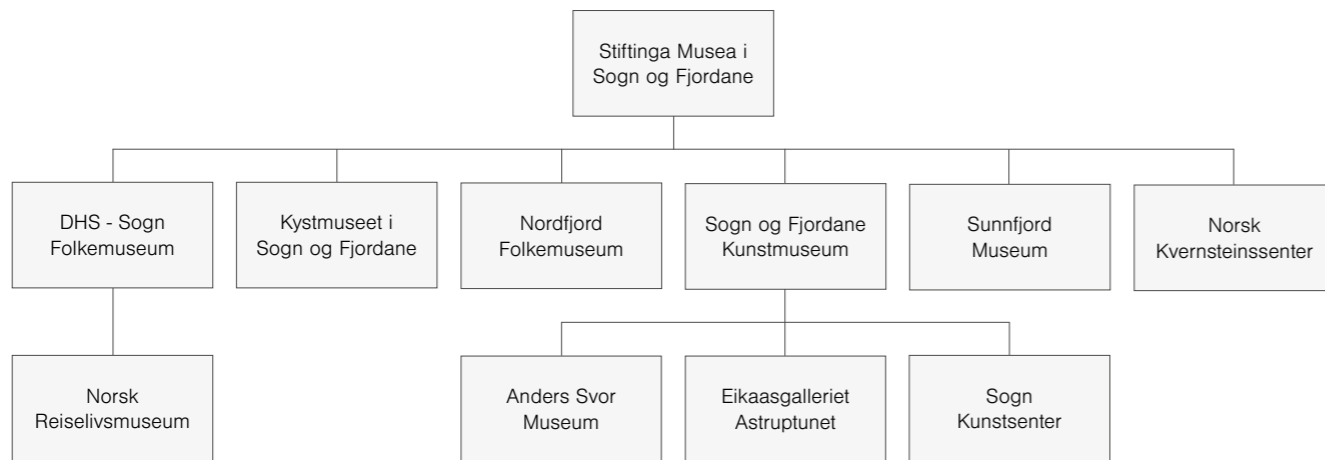 Stiftinga Musea i
Sogn og Fjordane
DHS - Sogn
Folkemuseum
Kystmuseet i
Sogn og Fjordane
Nordfjord
Folkemuseum
Sogn og Fjordane
Kunstmuseum
Sunnfjord
Museum
Norsk
Kvernsteinssenter
Norsk
Reiselivsmuseum
Anders Svor
Museum
Eikaasgalleriet
Astruptunet
Sogn
Kunstsenter